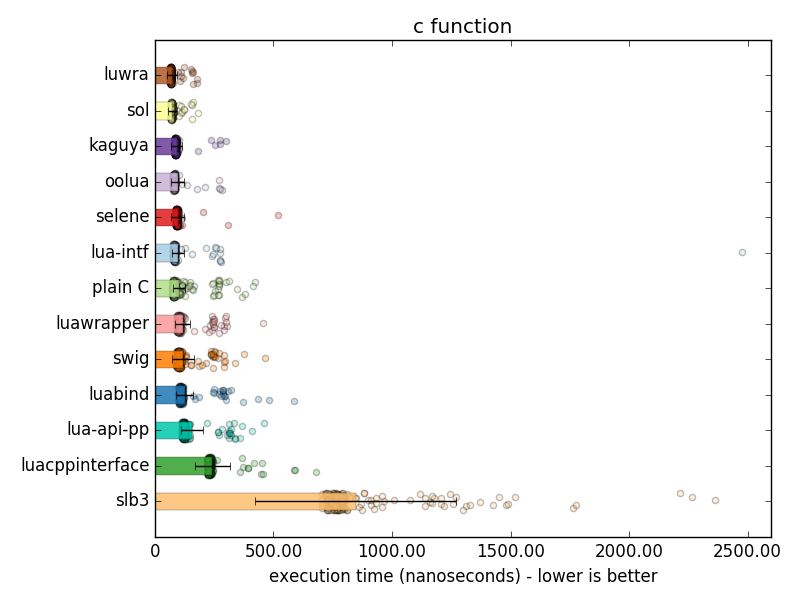 c function
luwra
sol
kaguya
oolua
selene
lua-intf
plain C
luawrapper
swig
luabind
lua-api-pp
luacppinterface
slb3
0 500.00 1000.00 1500.00 2000.00 2500.00
execution time (nanoseconds) - lower is better